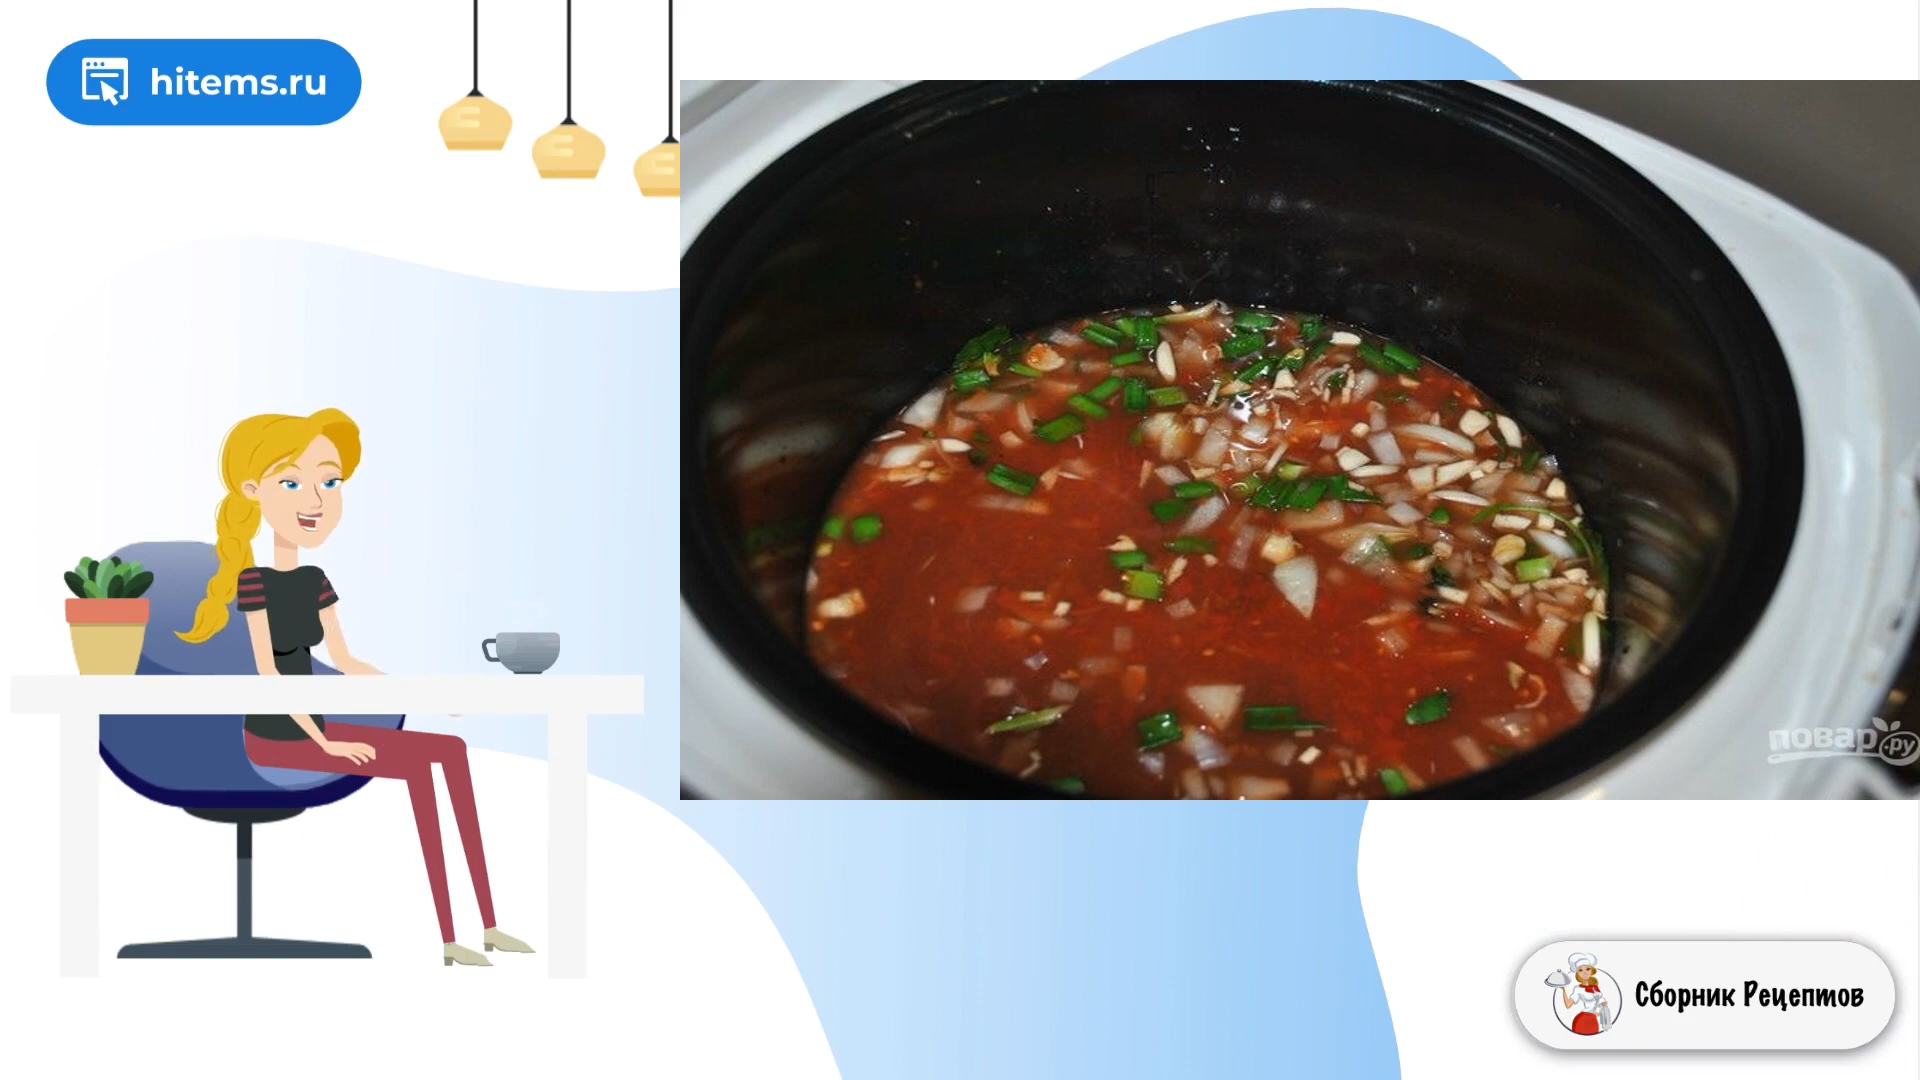 hitems.ru
повар.ру
Сборник Рецептов